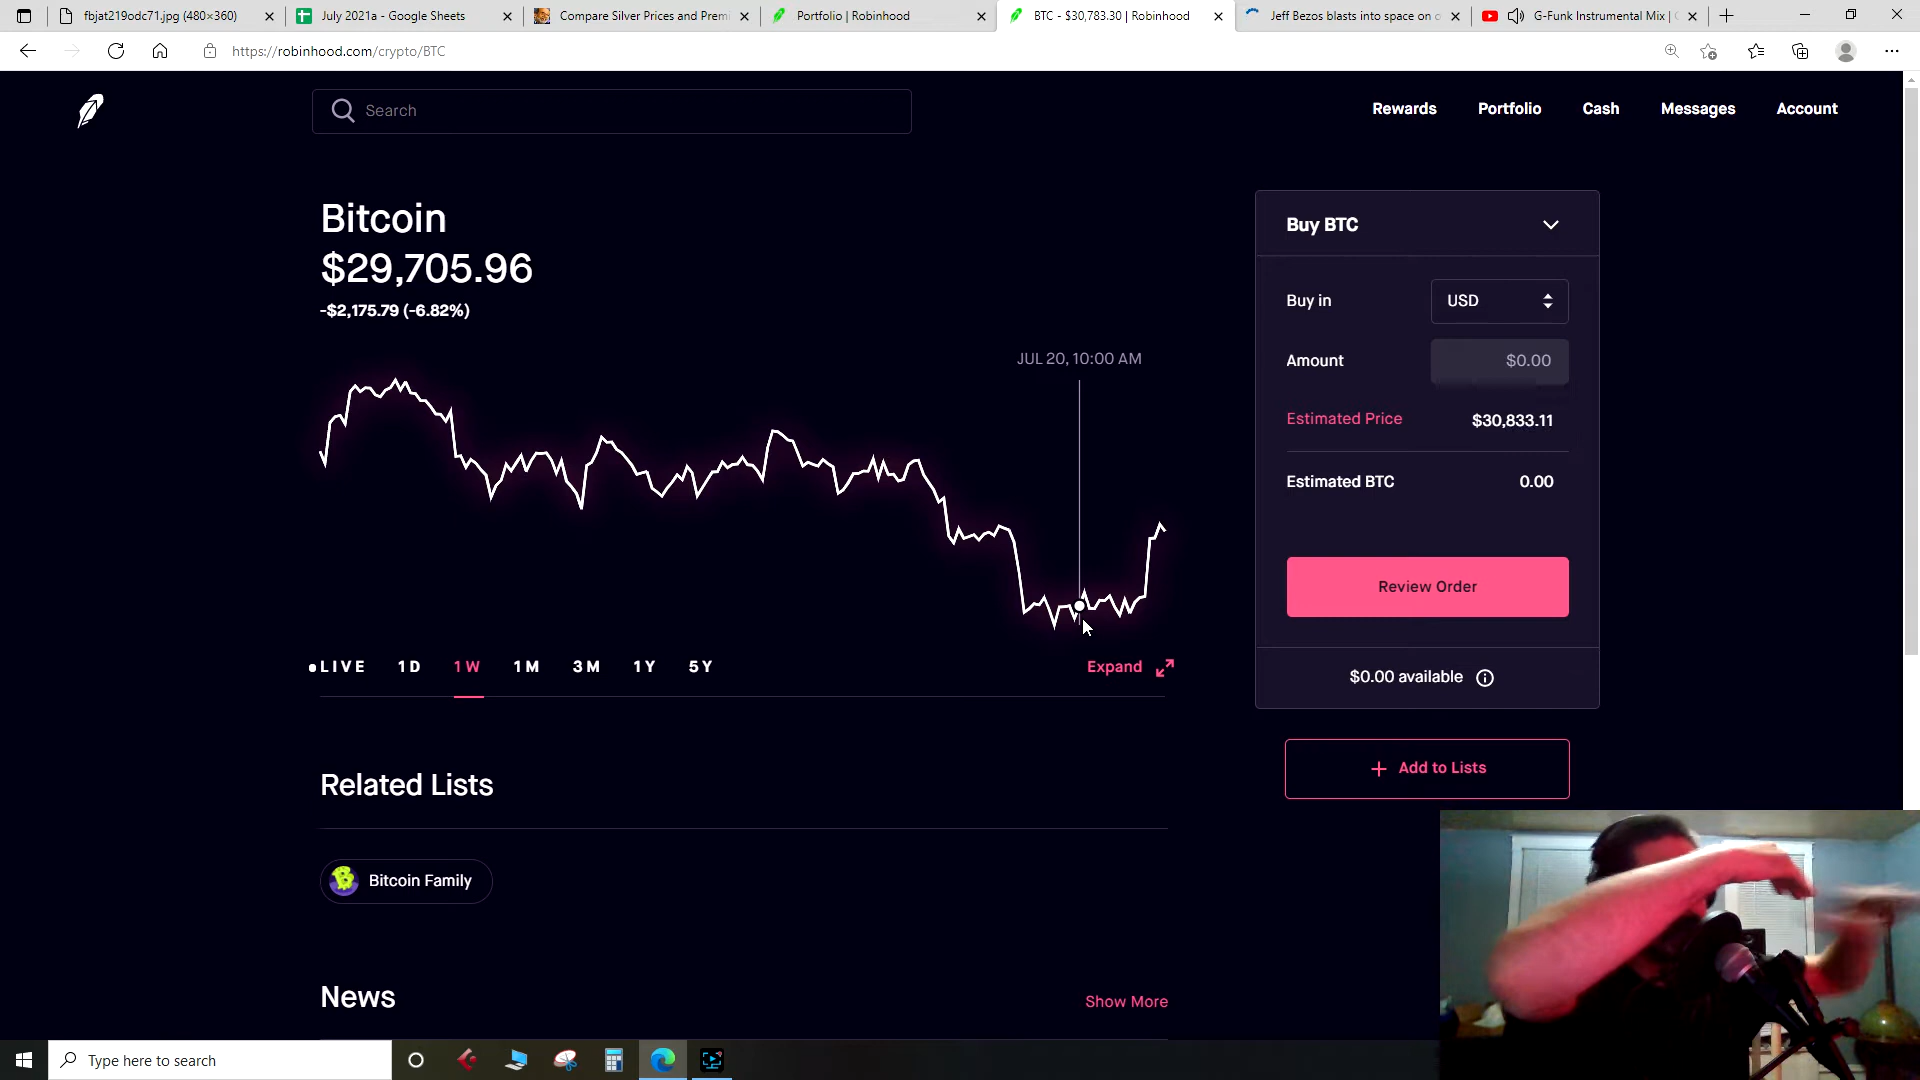 fbjat219odc71.jpg (480×360)
July 2021a - Google Sheets
Compare Silver Prices and Premi
Portfolio | Robinhood
BTC - $30,783.30 | Robinhood
Jeff Bezos blasts into space on o
G-Funk Instrumental Mix |
https://robinhood.com/crypto/BTC
Search
Rewards
Portfolio
Cash
Messages
Account
Bitcoin
$29,705.96
-$2,175.79 (-6.82%)
JUL 20, 10:00 AM
LIVE
1D
1W
1M
3M
1Y
5Y
Expand
Buy BTC
Buy in
USD
Amount
$0.00
Estimated Price
$30,833.11
Estimated BTC
0.00
Review Order
$0.00 available
Add to Lists
Related Lists
Bitcoin Family
News
Show More
Type here to search